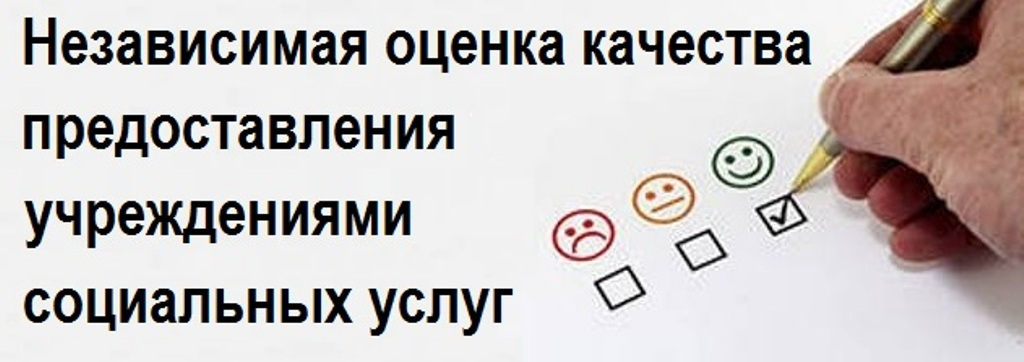 Независимая оценка качества
предоставления
учреждениями
социальных услуг